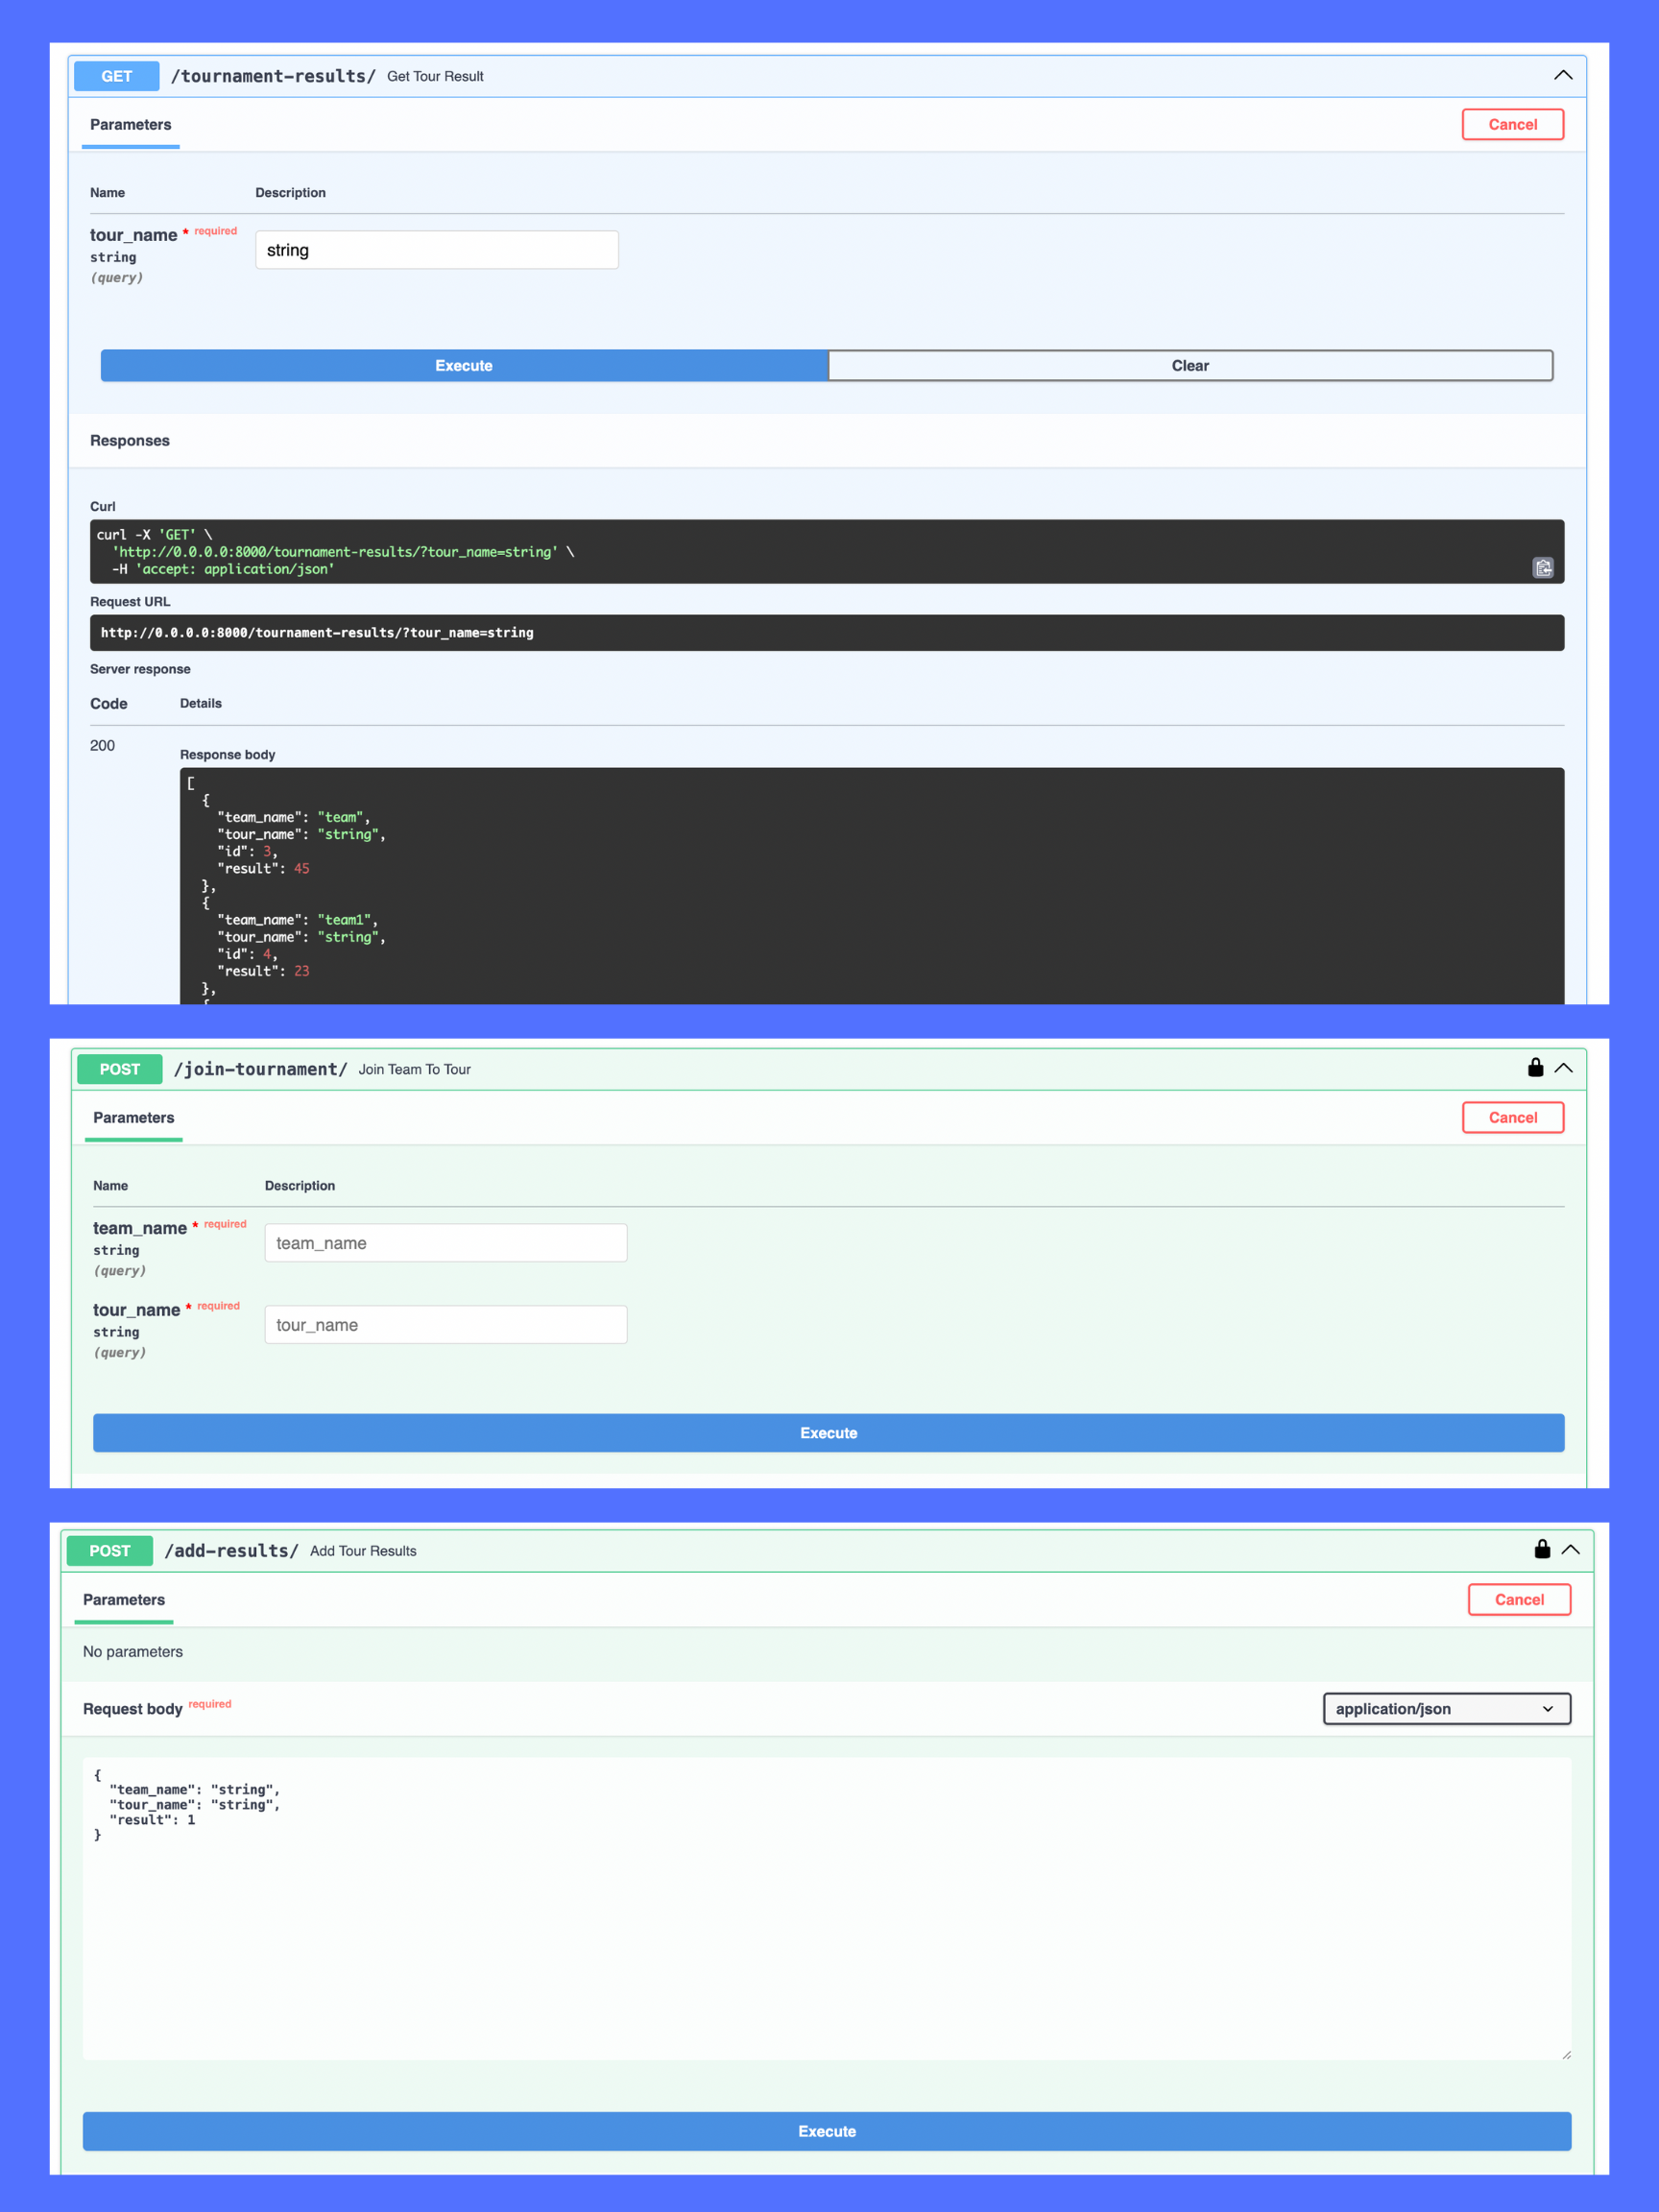 GET /tournament-results/ Get Tour Result
Parameters
Cancel
Name Description
tour_name * required
string
(query)
string
Execute Clear
Responses
Curl
curl -X 'GET' \
'http://0.0.0.0:8000/tournament-results/?tour_name=string' \
-H 'accept: application/json'
Request URL
http://0.0.0.0:8000/tournament-results/?tour_name=string
Server response
Code Details
200
Response body
[
{
"team_name": "team",
"tour_name": "string",
"id": 3,
"result": 45
},
{
"team_name": "team1",
"tour_name": "string",
"id": 4,
"result": 23
},
{
POST /join-tournament/ Join Team To Tour
Parameters
Cancel
Name Description
team_name * required
string
(query)
team_name
tour_name * required
string
(query)
tour_name
Execute
POST /add-results/ Add Tour Results
Parameters
Cancel
No parameters
Request body required
application/json
{
"team_name": "string",
"tour_name": "string",
"result": 1
}
Execute